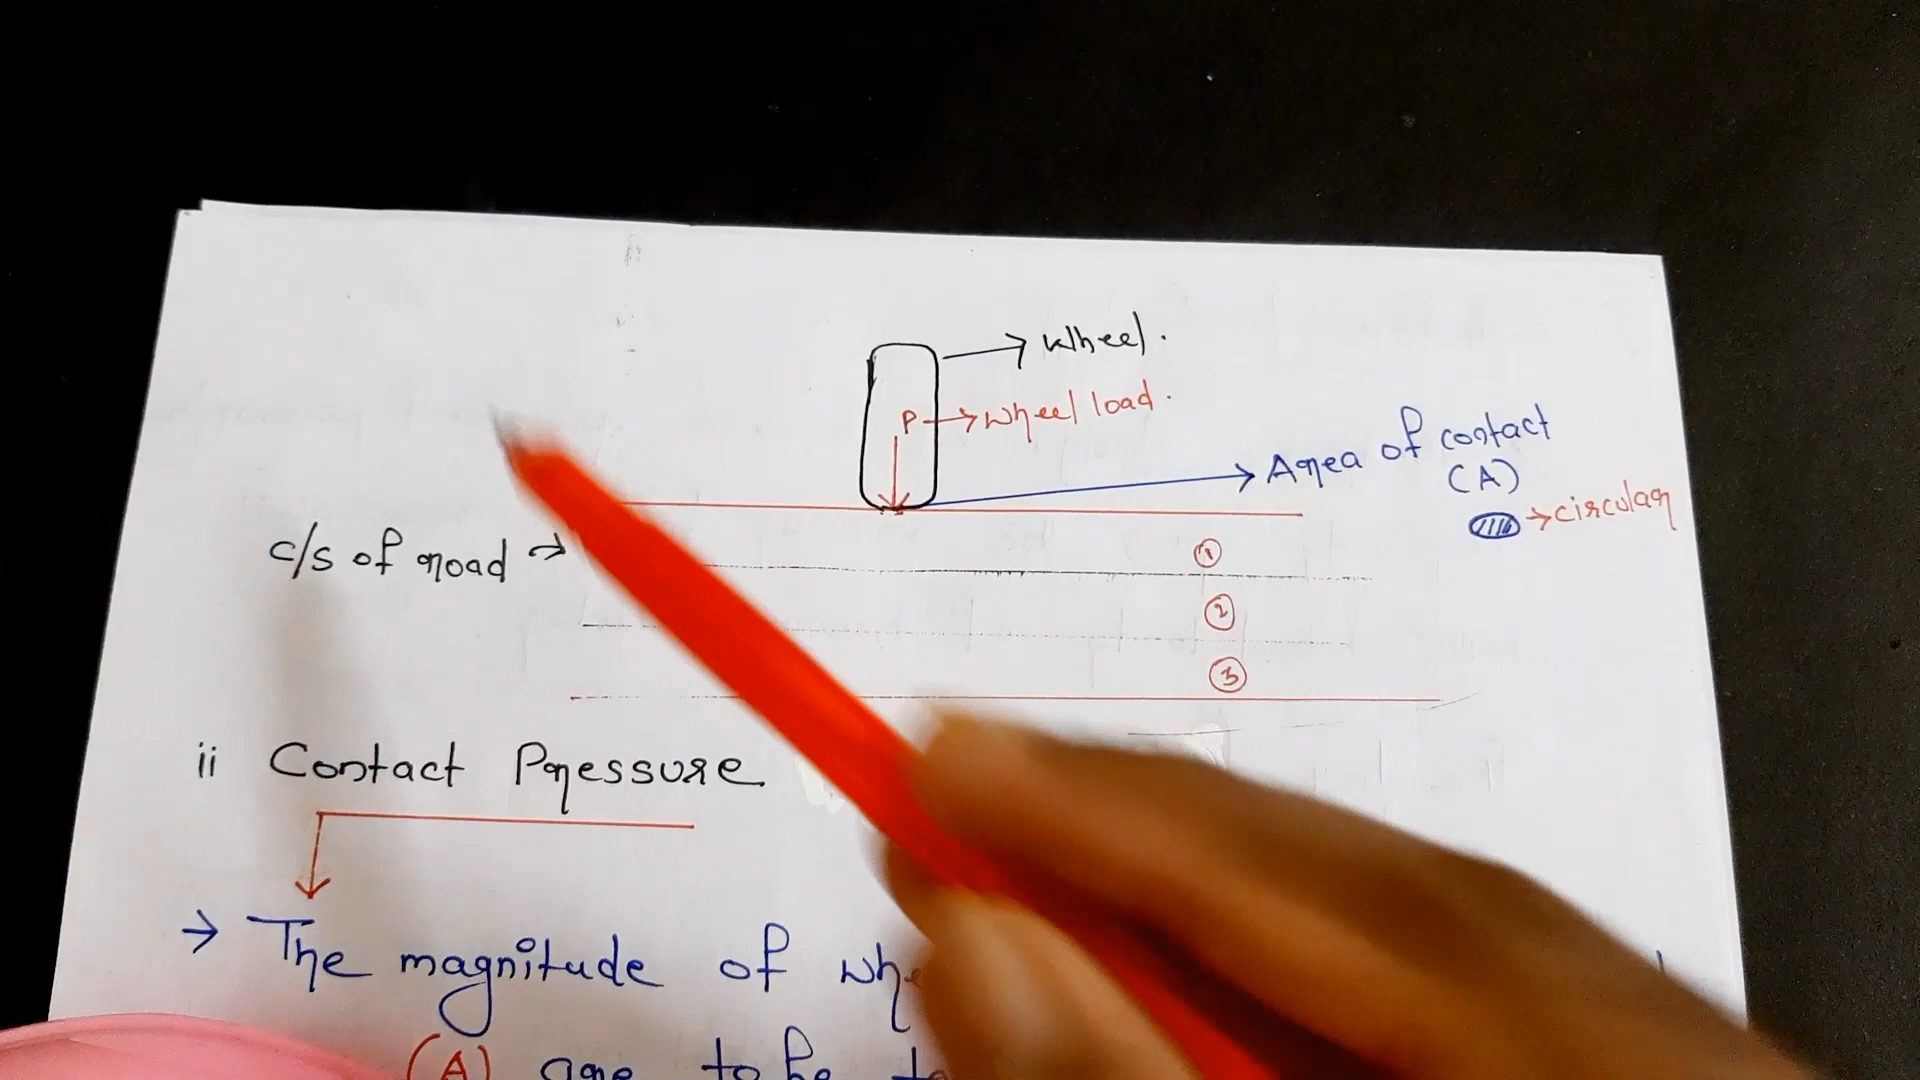 → Wheel.
P → wheel load.
→ Area of contact
(A)
→ circular
c/s of road →
1
2
3
ii Contact Pressure
→ The magnitude of
(A) are to be